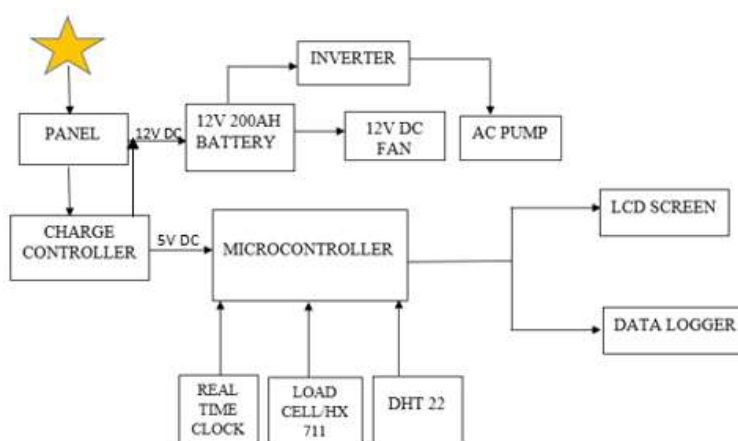 INVERTER
PANEL
12V DC
12V 200AH
BATTERY
12V DC
FAN
AC PUMP
CHARGE
CONTROLLER
5V DC
MICROCONTROLLER
LCD SCREEN
DATA LOGGER
REAL
TIME
CLOCK
LOAD
CELL/HX
711
DHT 22